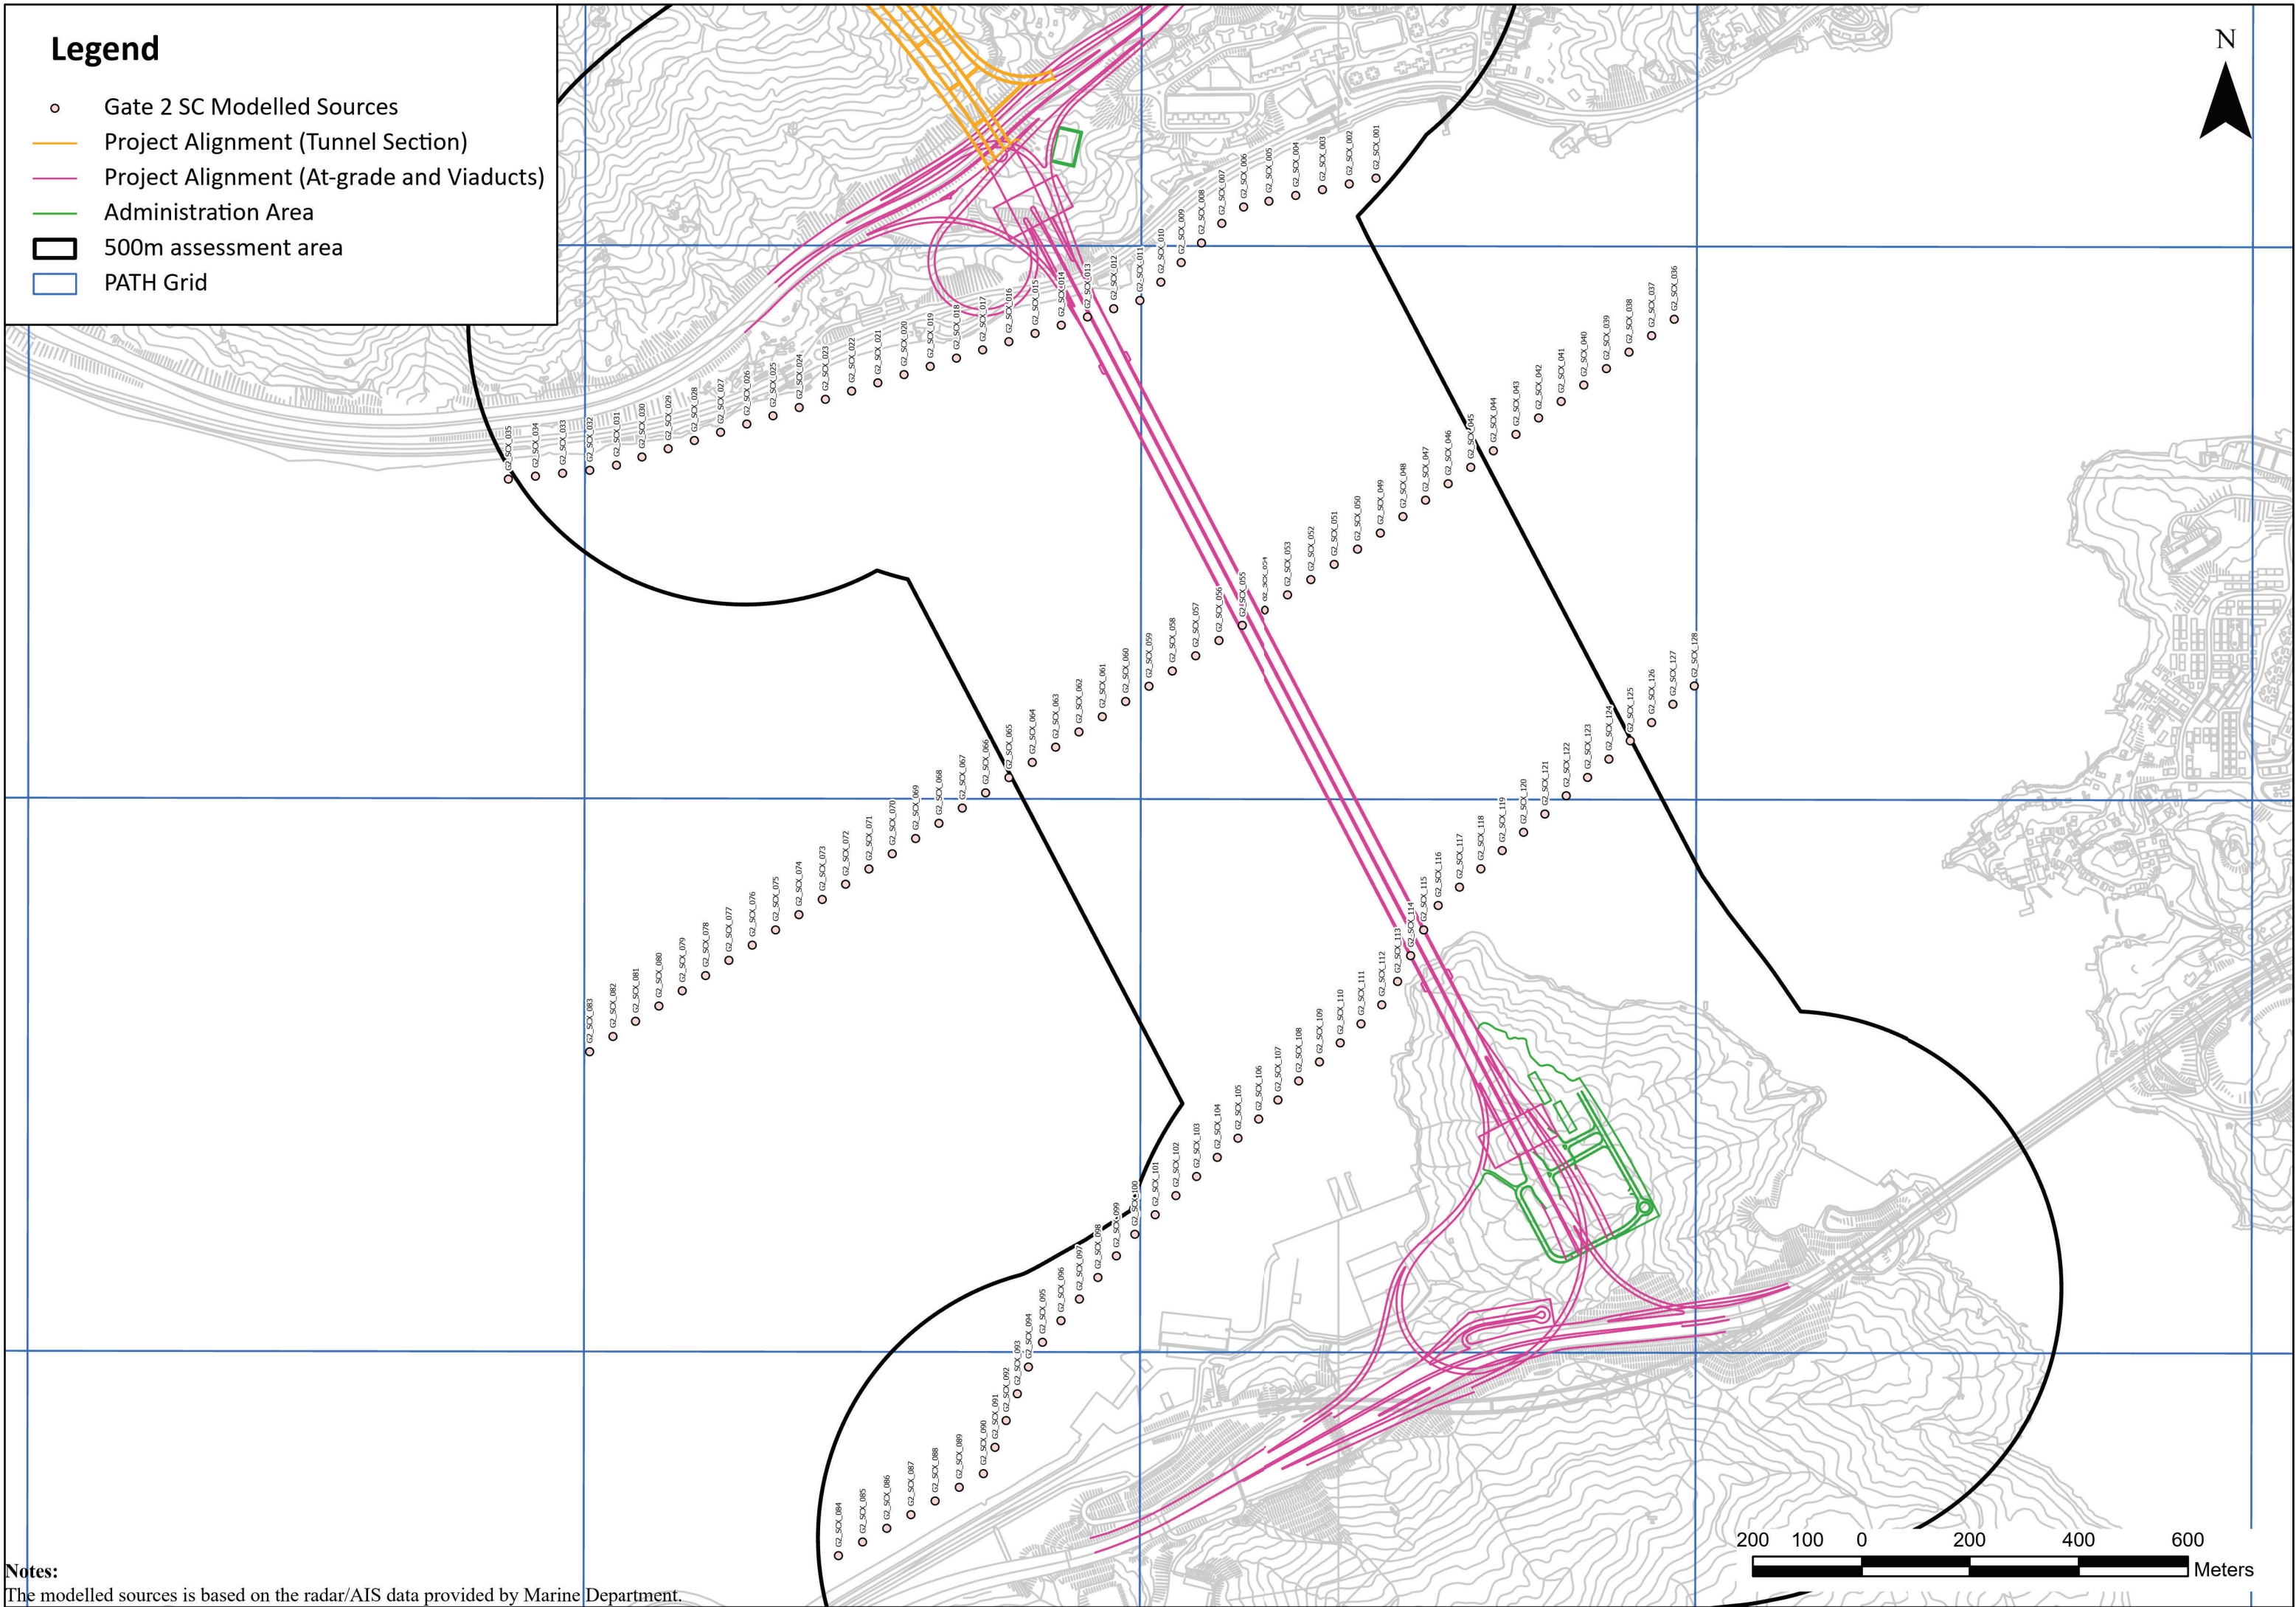 Legend
Gate 2 SC Modelled Sources
Project Alignment (Tunnel Section)
Project Alignment (At-grade and Viaducts)
Administration Area
500m assessment area
PATH Grid
N
G2_SCX_001
G2_SCX_002
G2_SCX_003
G2_SCX_004
G2_SCX_005
G2_SCX_006
G2_SCX_007
G2_SCX_008
G2_SCX_009
G2_SCX_010
G2_SCX_011
G2_SCX_012
G2_SCX_013
G2_SCX_014
G2_SCX_015
G2_SCX_016
G2_SCX_017
G2_SCX_018
G2_SCX_019
G2_SCX_020
G2_SCX_021
G2_SCX_022
G2_SCX_023
G2_SCX_024
G2_SCX_025
G2_SCX_026
G2_SCX_027
G2_SCX_028
G2_SCX_029
G2_SCX_030
G2_SCX_031
G2_SCX_032
G2_SCX_033
G2_SCX_034
G2_SCX_035
G2_SCX_036
G2_SCX_037
G2_SCX_038
G2_SCX_039
G2_SCX_040
G2_SCX_041
G2_SCX_042
G2_SCX_043
G2_SCX_044
G2_SCX_045
G2_SCX_046
G2_SCX_047
G2_SCX_048
G2_SCX_049
G2_SCX_050
G2_SCX_051
G2_SCX_052
G2_SCX_053
G2_SCX_054
G2_SCX_055
G2_SCX_056
G2_SCX_057
G2_SCX_058
G2_SCX_059
G2_SCX_060
G2_SCX_061
G2_SCX_062
G2_SCX_063
G2_SCX_064
G2_SCX_065
G2_SCX_066
G2_SCX_067
G2_SCX_068
G2_SCX_069
G2_SCX_070
G2_SCX_071
G2_SCX_072
G2_SCX_073
G2_SCX_074
G2_SCX_075
G2_SCX_076
G2_SCX_077
G2_SCX_078
G2_SCX_079
G2_SCX_080
G2_SCX_081
G2_SCX_082
G2_SCX_083
G2_SCX_084
G2_SCX_085
G2_SCX_086
G2_SCX_087
G2_SCX_088
G2_SCX_089
G2_SCX_090
G2_SCX_091
G2_SCX_092
G2_SCX_093
G2_SCX_094
G2_SCX_095
G2_SCX_096
G2_SCX_097
G2_SCX_098
G2_SCX_099
G2_SCX_100
G2_SCX_101
G2_SCX_102
G2_SCX_103
G2_SCX_104
G2_SCX_105
G2_SCX_106
G2_SCX_107
G2_SCX_108
G2_SCX_109
G2_SCX_110
G2_SCX_111
G2_SCX_112
G2_SCX_113
G2_SCX_114
G2_SCX_115
G2_SCX_116
G2_SCX_117
G2_SCX_118
G2_SCX_119
G2_SCX_120
G2_SCX_121
G2_SCX_122
G2_SCX_123
G2_SCX_124
G2_SCX_125
G2_SCX_126
G2_SCX_127
G2_SCX_128
200 100 0 200 400 600
Meters
Notes:
The modelled sources is based on the radar/AIS data provided by Marine Department.